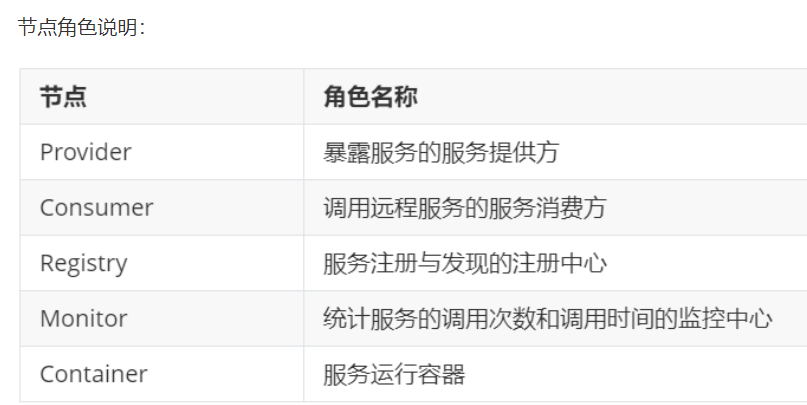 节点角色说明：
节点 角色名称
Provider 暴露服务的服务提供方
Consumer 调用远程服务的服务消费方
Registry 服务注册与发现的注册中心
Monitor 统计服务的调用次数和调用时间的监控中心
Container 服务运行容器